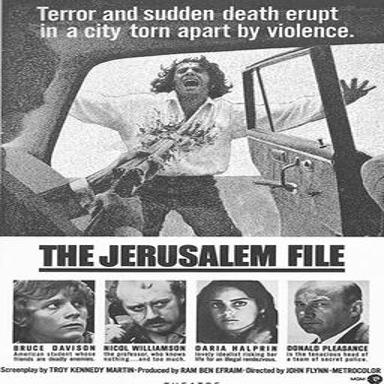 Terror and sudden death erupt
in a city torn apart by violence.
THE JERUSALEM FILE
BRUCE DAVISON
American student whose
friends are deadly enemies.
NICOL WILLIAMSON
the professor, who knows
nothing...and too much.
DARIA HALPRIN
lovely idealist risking her
life for an illegal rendezvous.
DONALD PLEASANCE
is the tenacious head of
a team of secret police.
Screenplay by TROY KENNEDY MARTIN·Produced by RAM BEN EFRAIM·Directed by JOHN FLYNN-METROCOLOR
MGM